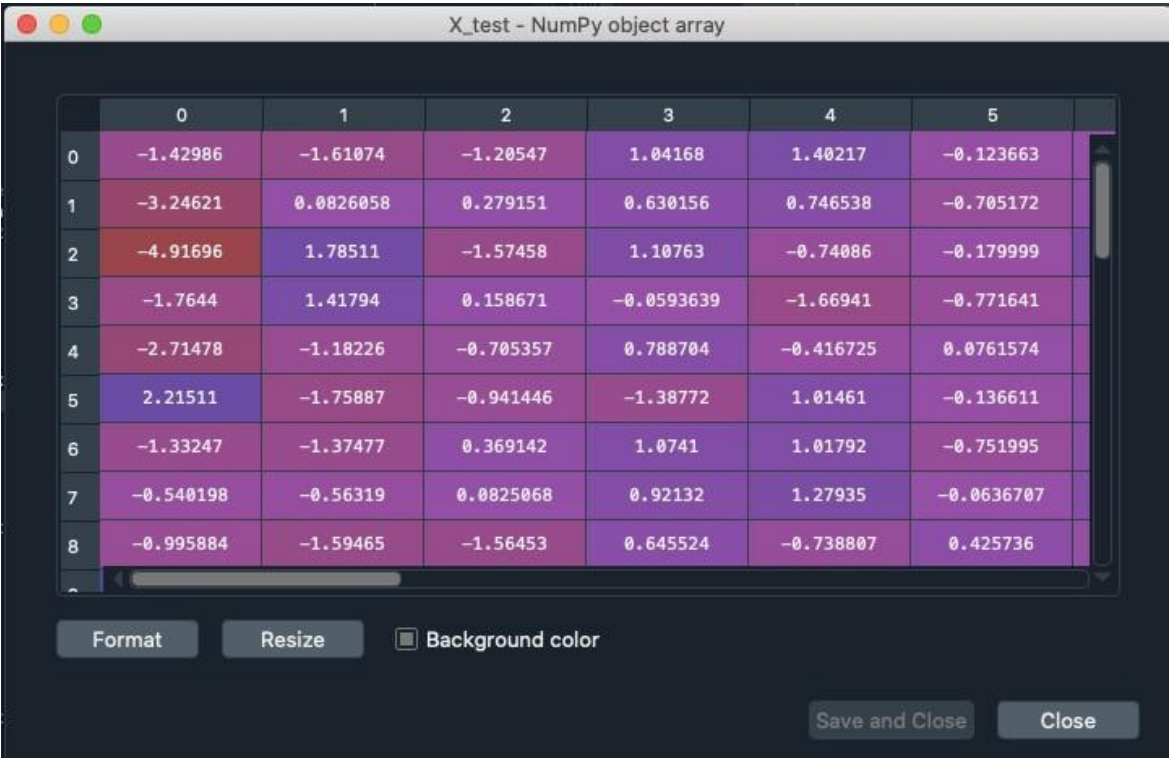 X_test - NumPy object array
0 1 2 3 4 5
0 -1.42986 -1.61074 -1.20547 1.04168 1.40217 -0.123663
1 -3.24621 0.0826058 0.279151 0.630156 0.746538 -0.705172
2 -4.91696 1.78511 -1.57458 1.10763 -0.74086 -0.179999
3 -1.7644 1.41794 0.158671 -0.0593639 -1.66941 -0.771641
4 -2.71478 -1.18226 -0.705357 0.788704 -0.416725 0.0761574
5 2.21511 -1.75887 -0.941446 -1.38772 1.01461 -0.136611
6 -1.33247 -1.37477 0.369142 1.0741 1.01792 -0.751995
7 -0.540198 -0.56319 0.0825068 0.92132 1.27935 -0.0636707
8 -0.995884 -1.59465 -1.56453 0.645524 -0.738807 0.425736
Format Resize Background color
Save and Close Close